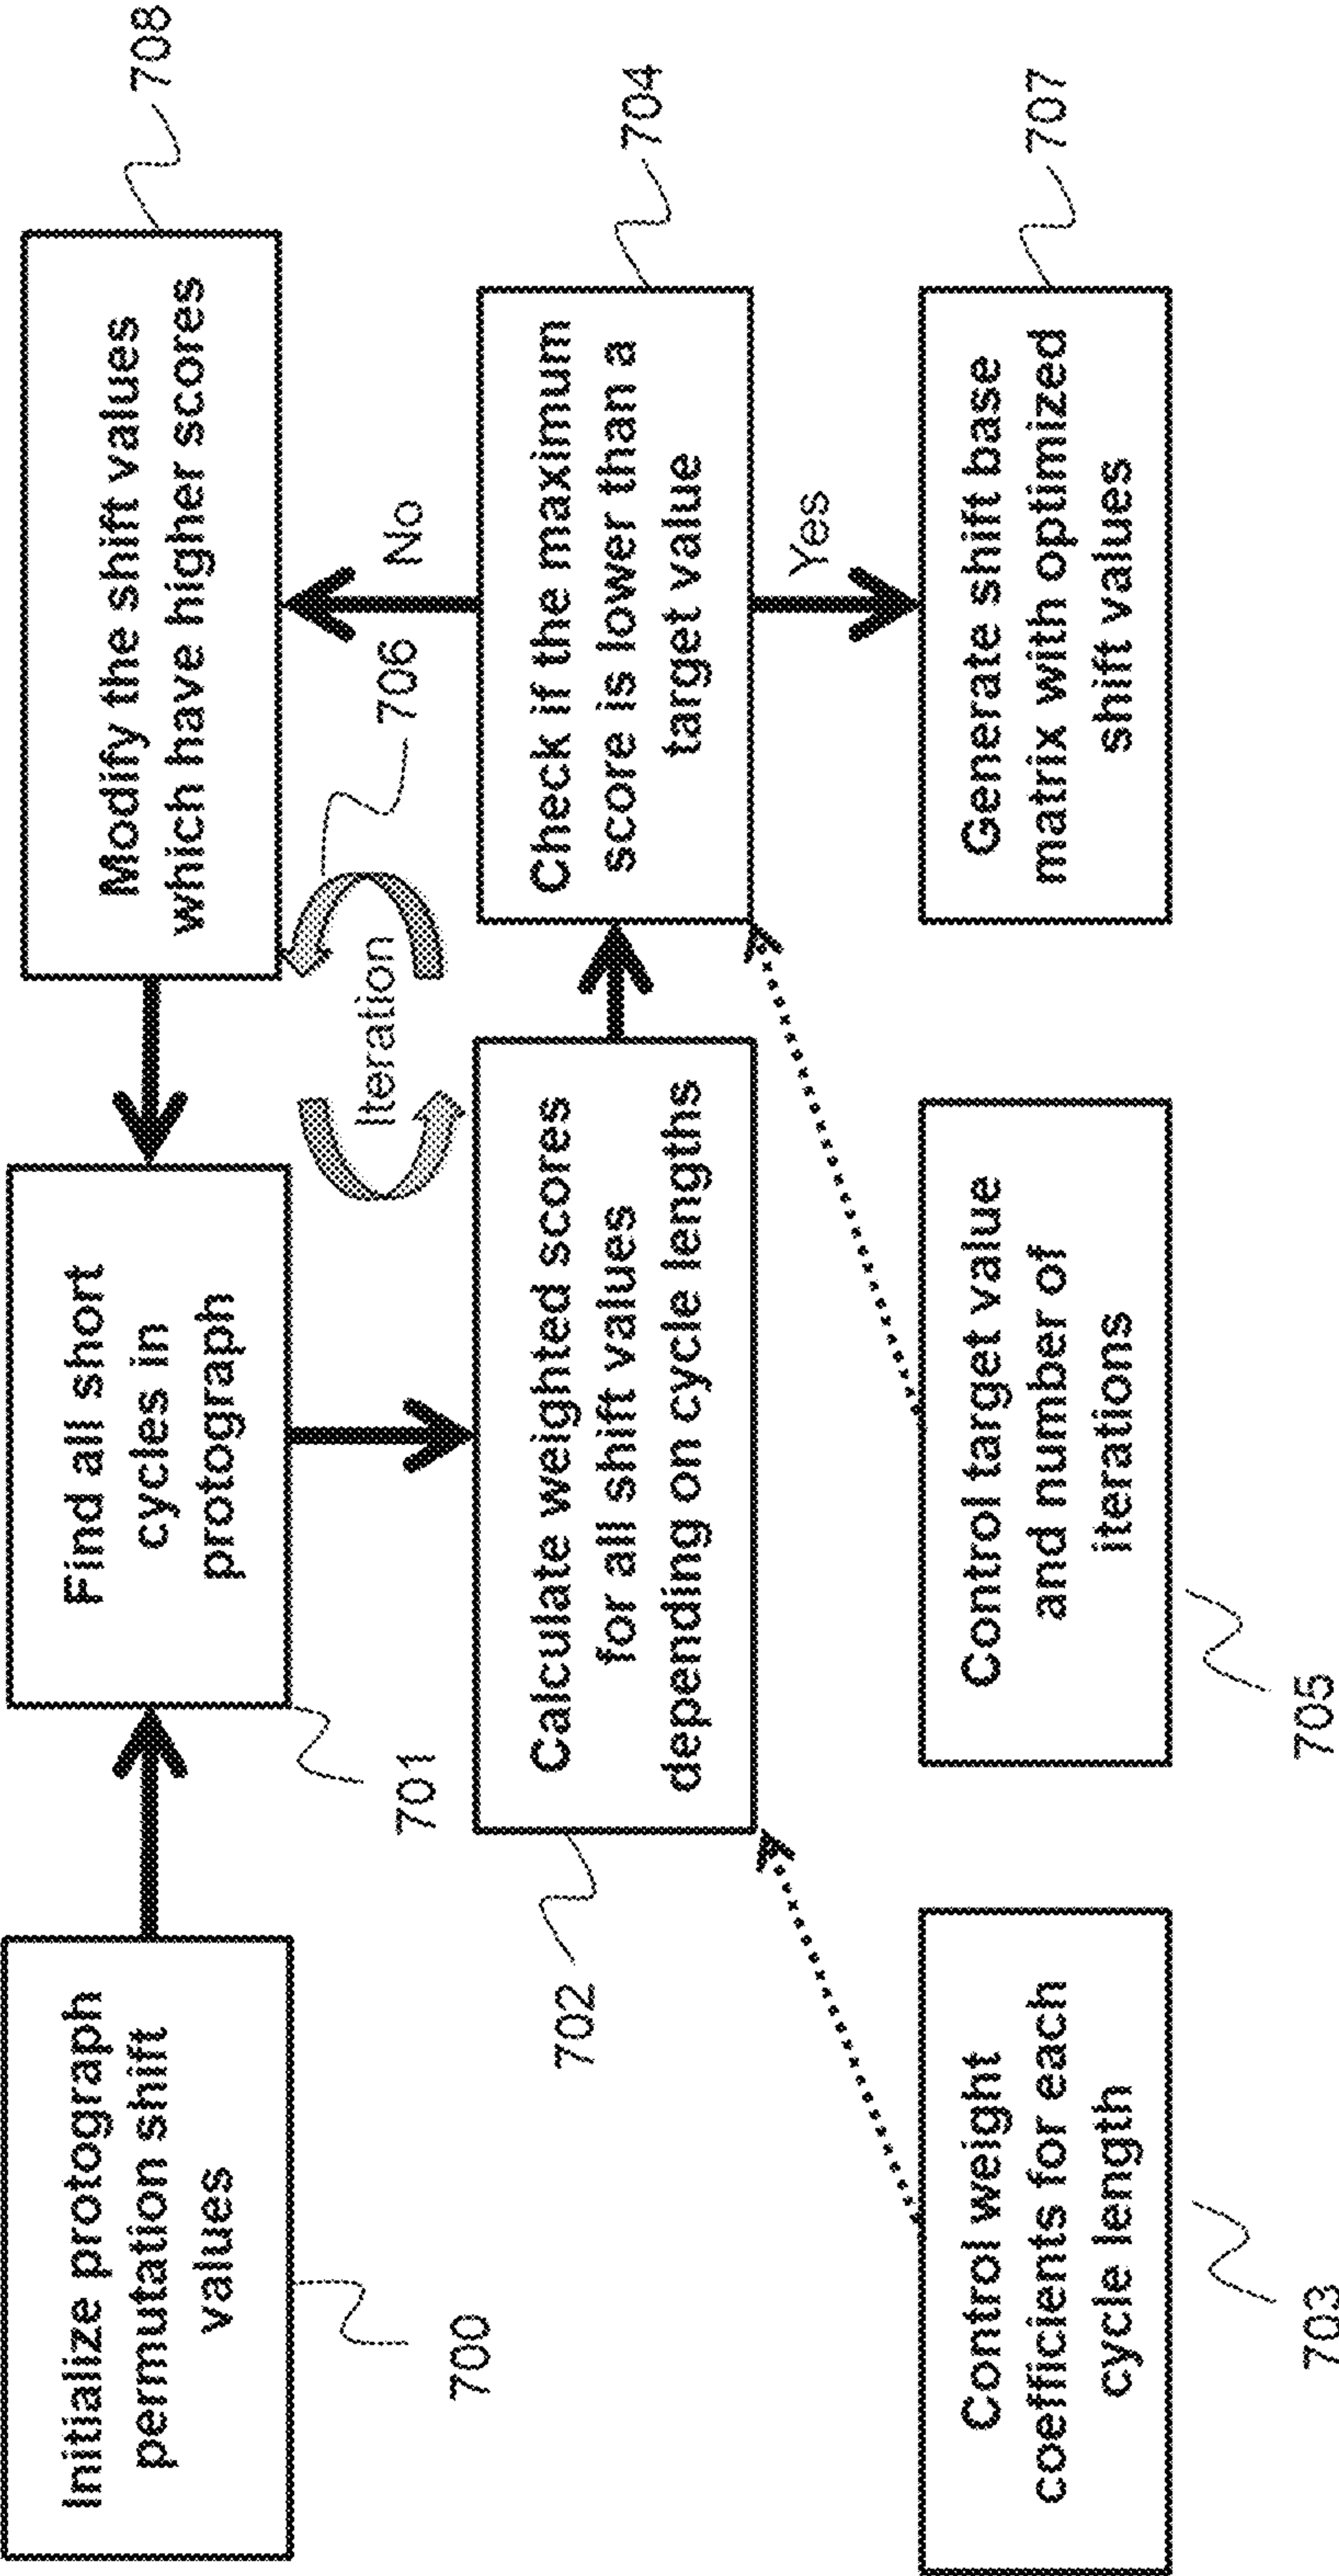 Initialize protograph
permutation shift
values
700
Find all short
cycles in
protograph
701
Modify the shift values
which have higher scores
708
Iteration
706
No
Calculate weighted scores
for all shift values
depending on cycle lengths
702
Check if the maximum
score is lower than a
target value
704
Yes
Control weight
coefficients for each
cycle length
703
Control target value
and number of
iterations
705
Generate shift base
matrix with optimized
shift values
707